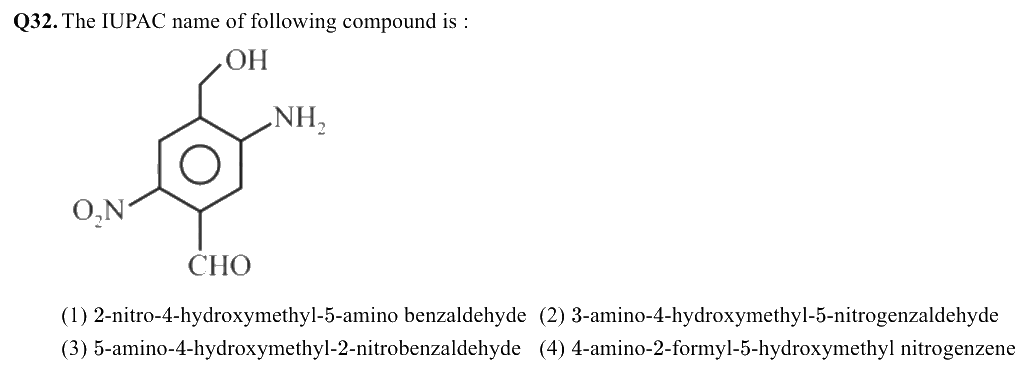 Q32. The IUPAC name of following compound is :
OH
NH₂
O₂N
CHO
(1) 2-nitro-4-hydroxymethyl-5-amino benzaldehyde (2) 3-amino-4-hydroxymethyl-5-nitrogenzaldehyde
(3) 5-amino-4-hydroxymethyl-2-nitrobenzaldehyde (4) 4-amino-2-formyl-5-hydroxymethyl nitrogenzene